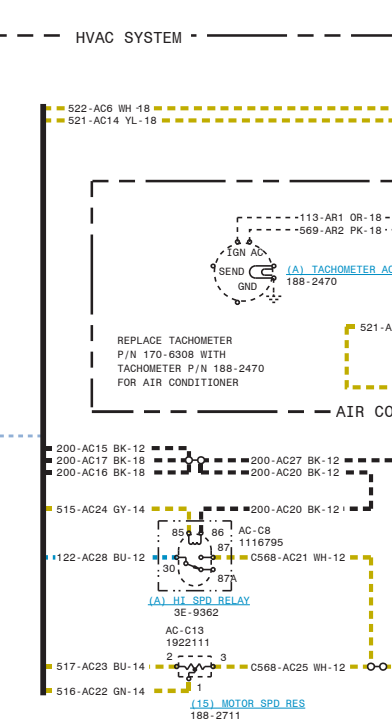 HVAC SYSTEM
522-AC6 WH-18
521-AC14 YL-18
113-AR1 OR-18
569-AR2 PK-18
IGN AC
SEND
GND
(A) TACHOMETER AC
188-2470
521-A
REPLACE TACHOMETER
P/N 170-6308 WITH
TACHOMETER P/N 188-2470
FOR AIR CONDITIONER
AIR CO
200-AC15 BK-12
200-AC17 BK-18
200-AC16 BK-18
200-AC27 BK-12
200-AC20 BK-12
515-AC24 GY-14
200-AC20 BK-12
85
86
AC-C8
1116795
87
122-AC28 BU-12
C568-AC21 WH-12
30
87A
(A) HI SPD RELAY
3E-9362
AC-C13
1922111
2
3
517-AC23 BU-14
C568-AC25 WH-12
516-AC22 GN-14
1
(15) MOTOR SPD RES
188-2711